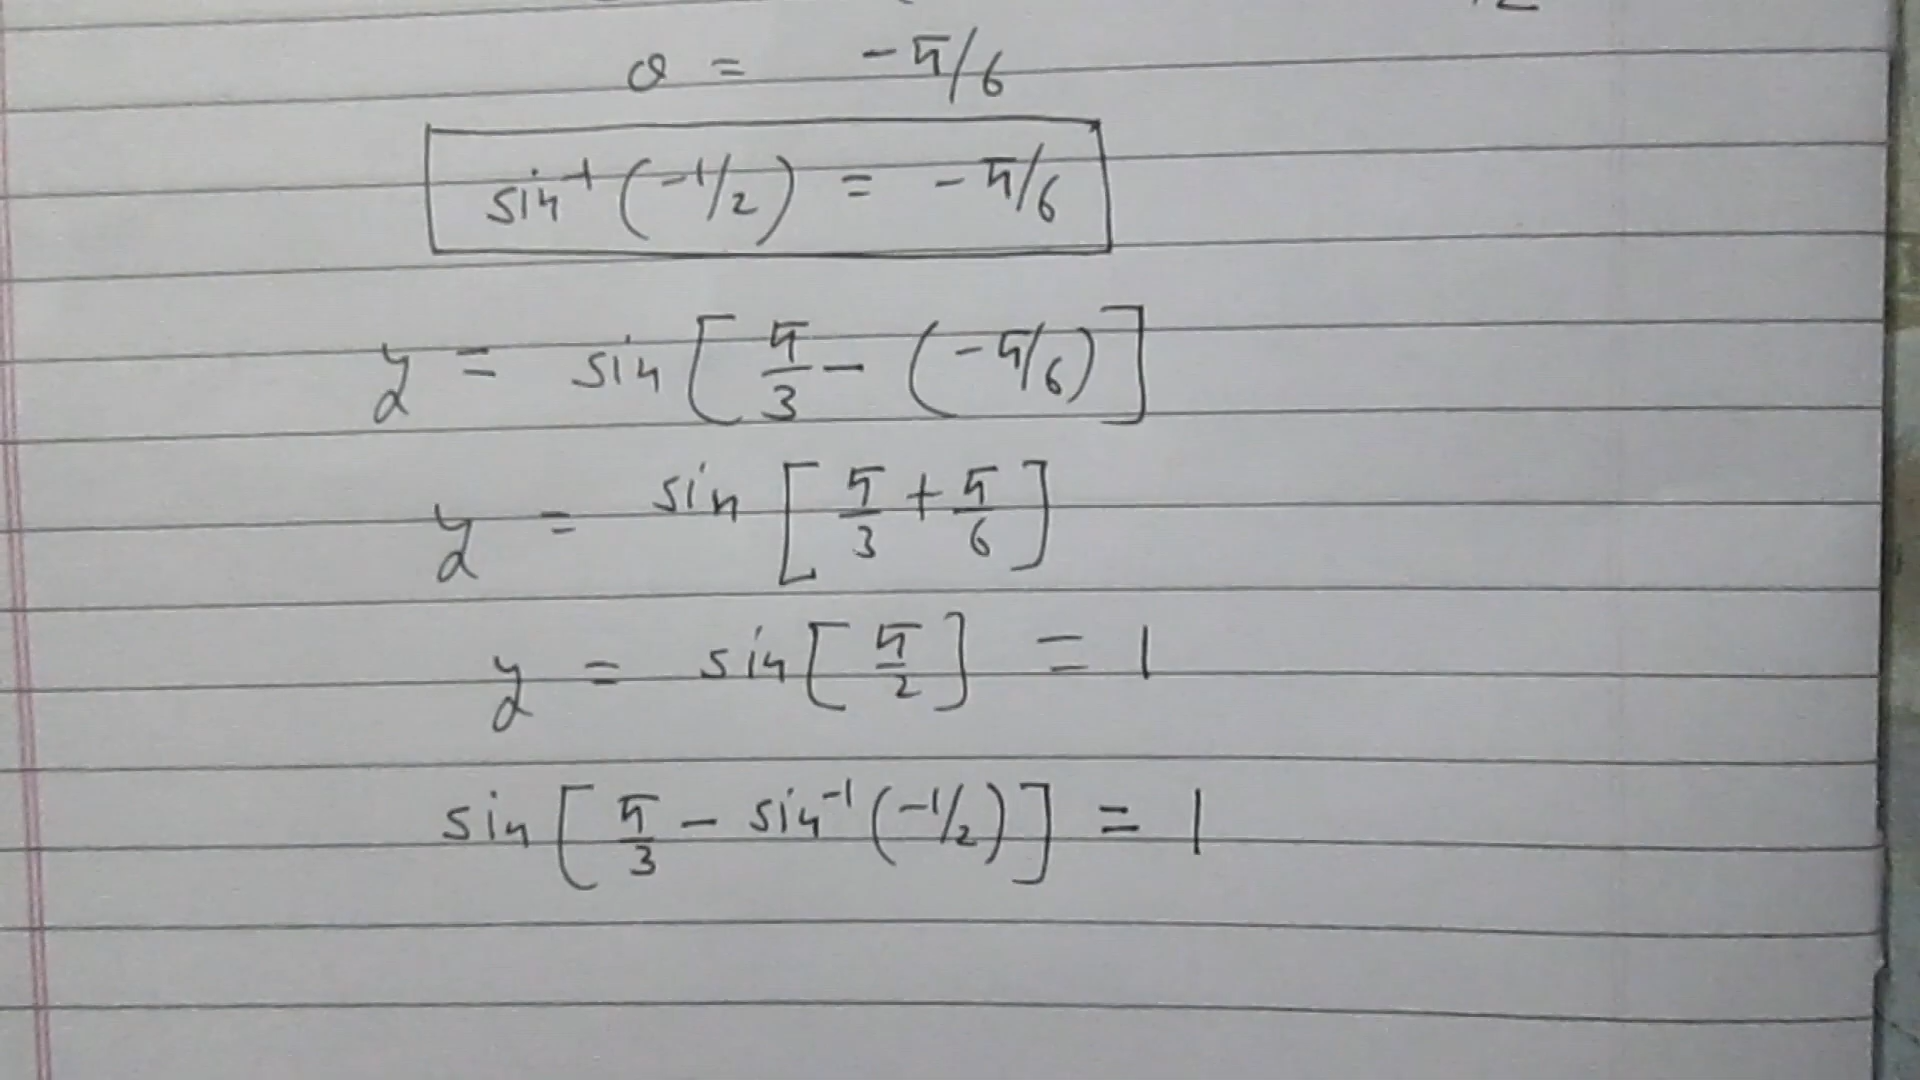 θ = -π/6
sin⁻¹(-1/2) = -π/6
y = sin[π/3 - (-π/6)]
y = sin[π/3 + π/6]
y = sin[π/2] = 1
sin[π/3 - sin⁻¹(-1/2)] = 1